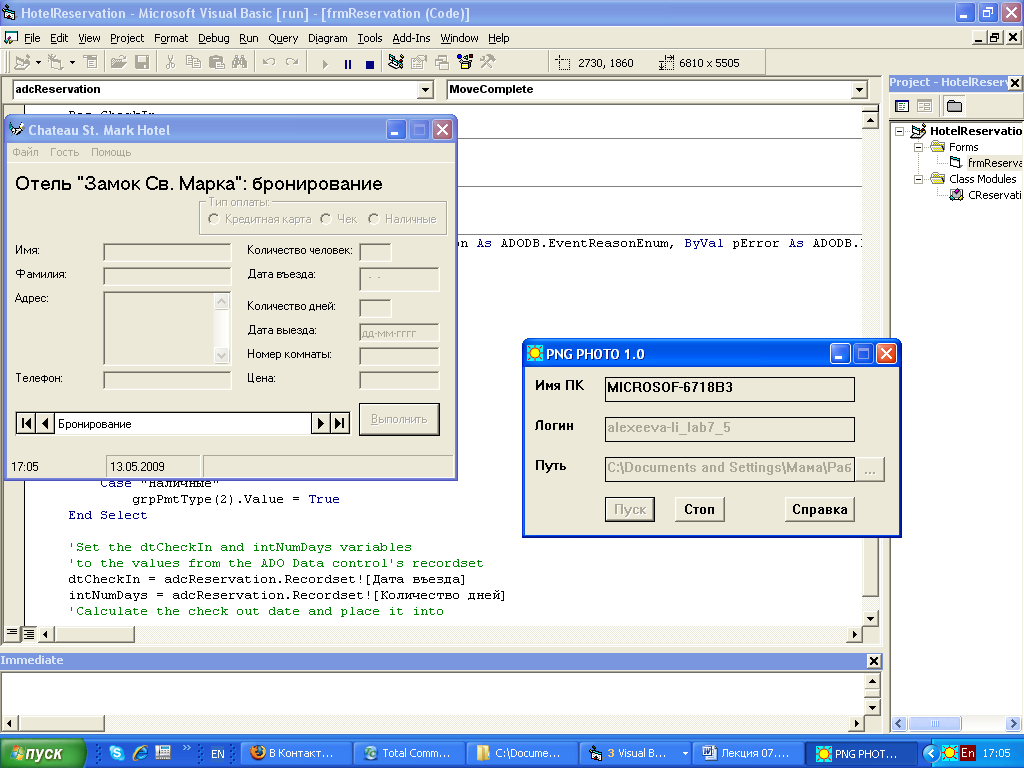 HotelReservation - Microsoft Visual Basic [run] - [frmReservation (Code)]
File Edit View Project Format Debug Run Query Diagram Tools Add-Ins Window Help
2730, 1860 6810 x 5505
adcReservation MoveComplete
Project - HotelReserv
HotelReservatio
Forms
frmReserva
Class Modules
CReservati
Chateau St. Mark Hotel
Файл Гость Помощь
Отель "Замок Св. Марка": бронирование
Тип оплаты:
Кредитная карта Чек Наличные
Имя: Количество человек:
Фамилия: Дата въезда: - -
Адрес: Количество дней:
Дата выезда: дд-мм-гггг
Номер комнаты:
Телефон: Цена:
Бронирование Выполнить
17:05 13.05.2009
n As ADODB.EventReasonEnum, ByVal pError As ADODB.
Case "Наличные"
grpPmtType(2).Value = True
End Select
'Set the dtCheckIn and intNumDays variables
'to the values from the ADO Data control's recordset
dtCheckIn = adcReservation.Recordset![Дата въезда]
intNumDays = adcReservation.Recordset![Количество дней]
'Calculate the check out date and place it into
PNG PHOTO 1.0
Имя ПК MICROSOF-6718B3
Логин alexeeva-li_lab7_5
Путь C:\Documents and Settings\Мама\Раб ...
Пуск Стоп Справка
Immediate
пуск EN В Контакт... Total Comm... C:\Docume... 3 Visual B... Лекция 07.... PNG PHOT... En 17:05